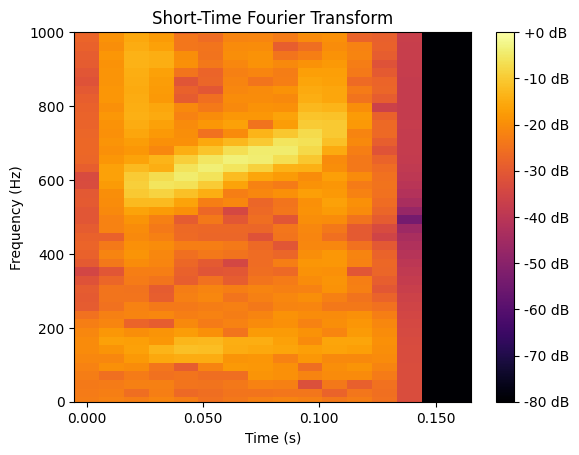 Short-Time Fourier Transform
1000
800
600
400
200
0
Frequency (Hz)
0.000
0.050
0.100
0.150
Time (s)
+0 dB
-10 dB
-20 dB
-30 dB
-40 dB
-50 dB
-60 dB
-70 dB
-80 dB